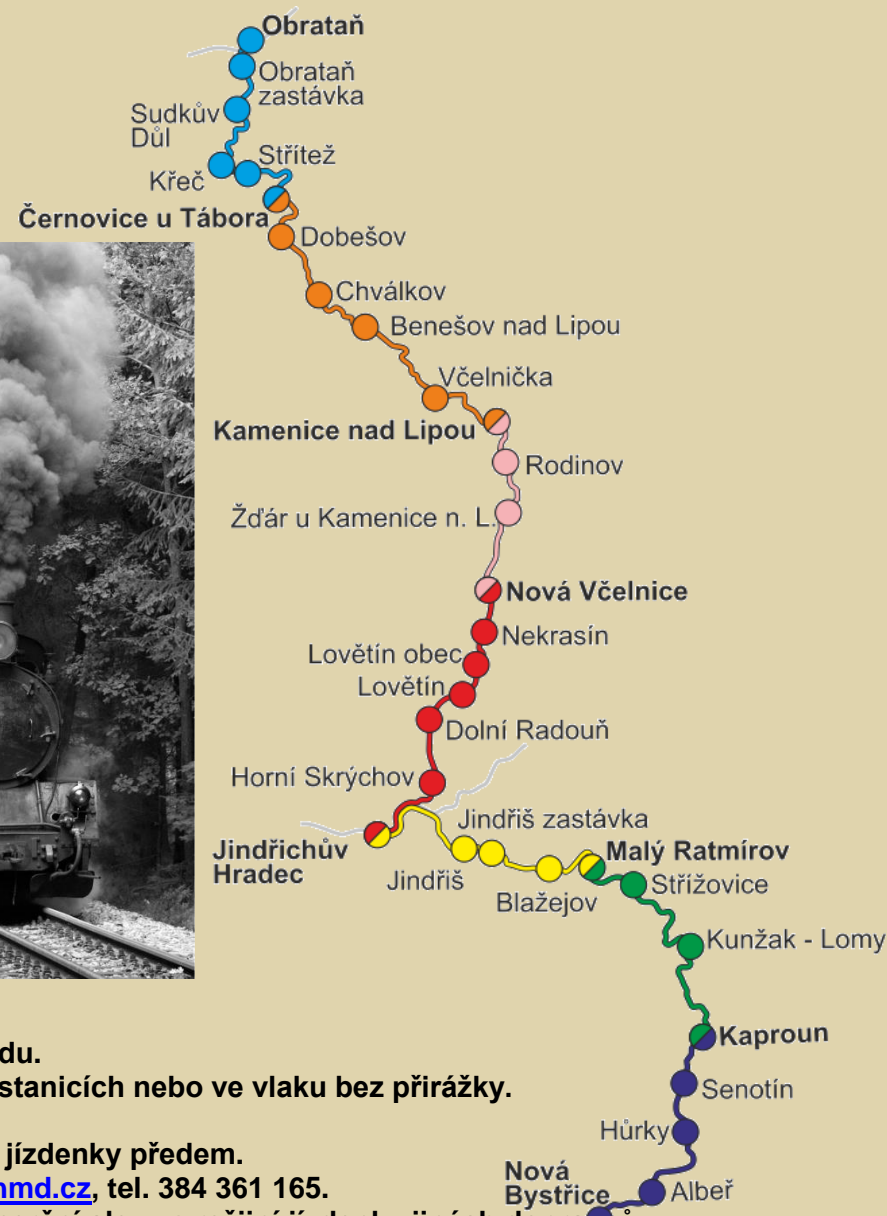 Obrataň
Obrataň
zastávka
Sudkův
Důl
Střítež
Křeč
Černovice u Tábora
Dobešov
Chválkov
Benešov nad Lipou
Včelnička
Kamenice nad Lipou
Rodinov
Žďár u Kamenice n. L.
Nová Včelnice
Nekrasín
Lovětín obec
Lovětín
Dolní Radouň
Horní Skrýchov
Jindřichův
Hradec
Jindřiš zastávka
Jindřiš
Blažejov
Malý Ratmírov
Střížovice
Kunžak - Lomy
Kaproun
Senotín
Hůrky
Albeř
Nová
Bystřice
du.
stanicích nebo ve vlaku bez přirážky.
jízdenky předem.
hmd.cz, tel. 384 361 165.